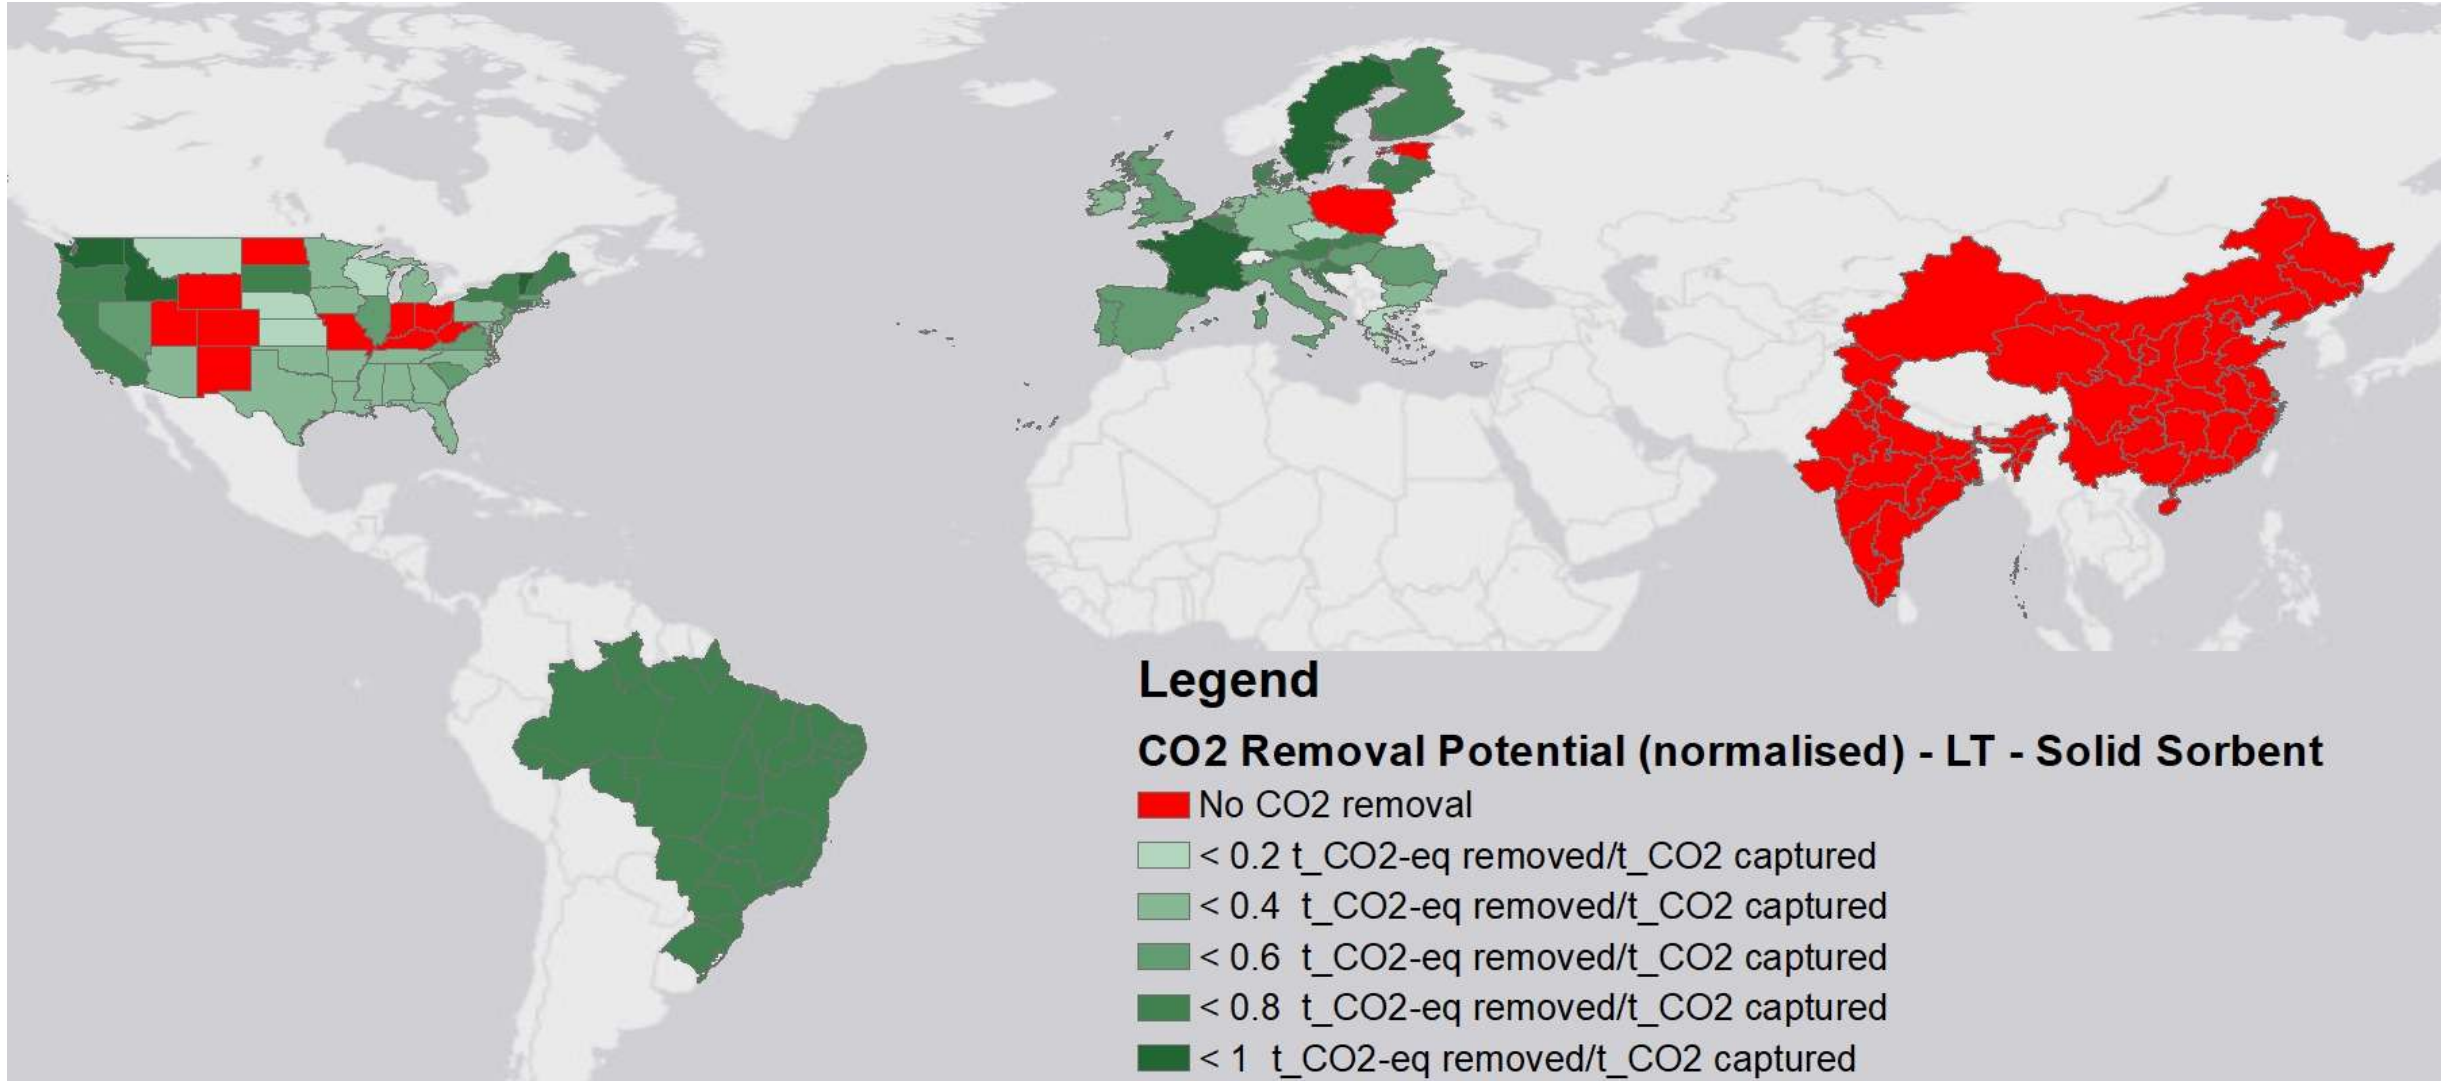 Legend
CO2 Removal Potential (normalised) - LT - Solid Sorbent
No CO2 removal
< 0.2 t_CO2-eq removed/t_CO2 captured
< 0.4 t_CO2-eq removed/t_CO2 captured
< 0.6 t_CO2-eq removed/t_CO2 captured
< 0.8 t_CO2-eq removed/t_CO2 captured
< 1 t_CO2-eq removed/t_CO2 captured